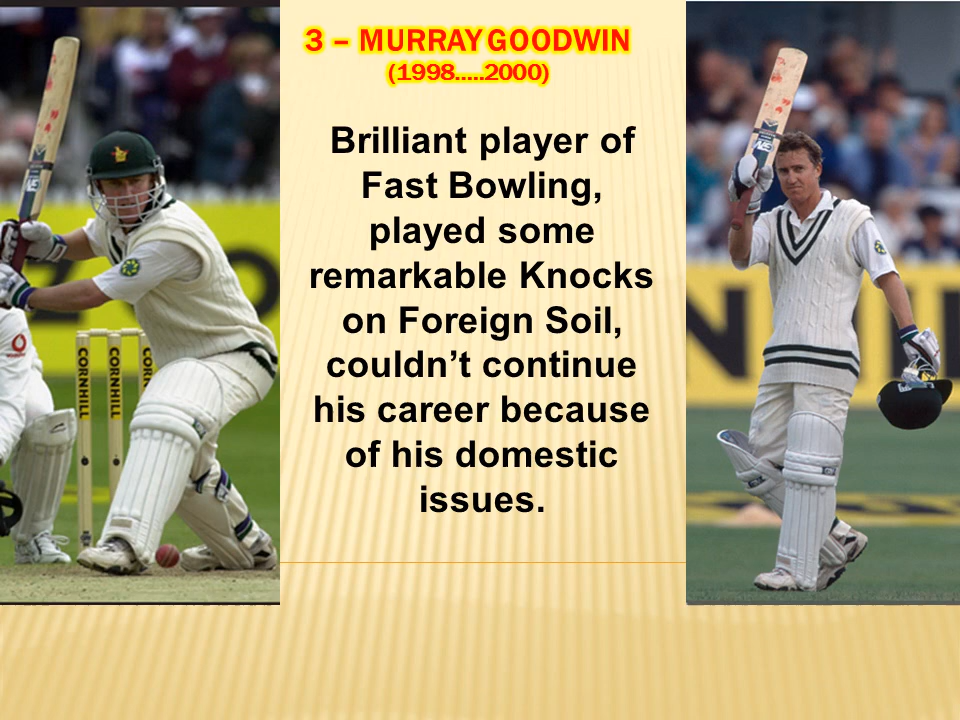 3 – MURRAY GOODWIN
(1998.....2000)
Brilliant player of
Fast Bowling,
played some
remarkable Knocks
on Foreign Soil,
couldn’t continue
his career because
of his domestic
issues.
CORNHILL
CORNHILL
CORNHILL